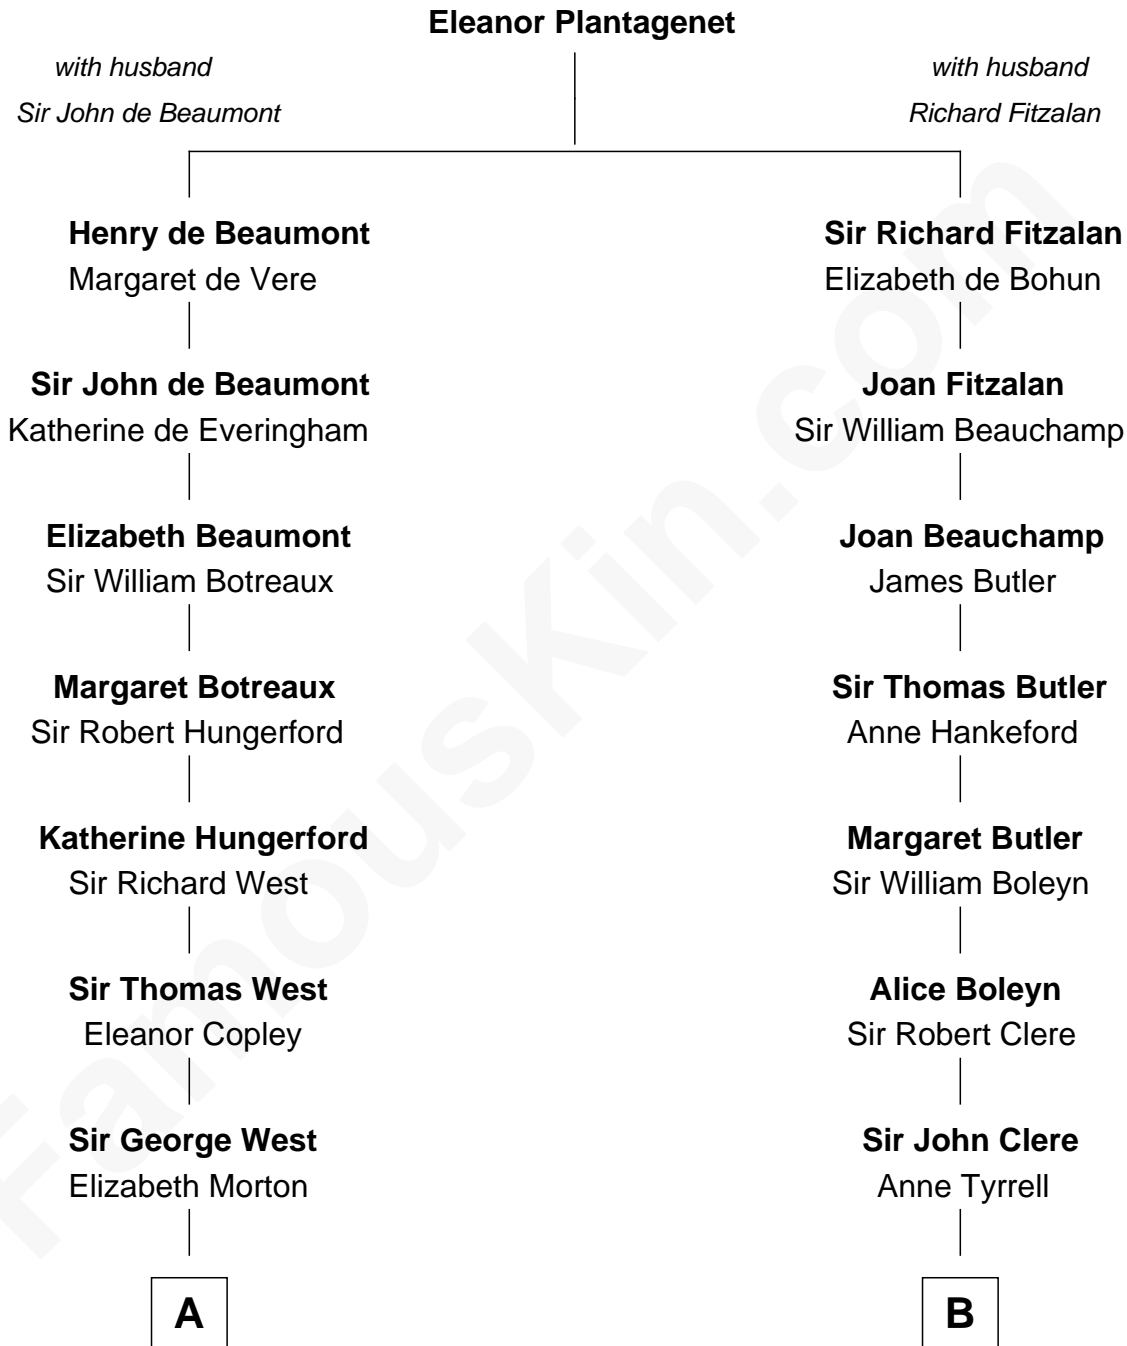 Eleanor Plantagenet
with husband
Sir John de Beaumont
with husband
Richard Fitzalan
Henry de Beaumont
Margaret de Vere
Sir Richard Fitzalan
Elizabeth de Bohun
Sir John de Beaumont
Katherine de Everingham
Joan Fitzalan
Sir William Beauchamp
Elizabeth Beaumont
Sir William Botreaux
Joan Beauchamp
James Butler
Margaret Botreaux
Sir Robert Hungerford
Sir Thomas Butler
Anne Hankeford
Katherine Hungerford
Sir Richard West
Margaret Butler
Sir William Boleyn
Sir Thomas West
Eleanor Copley
Alice Boleyn
Sir Robert Clere
Sir George West
Elizabeth Morton
Sir John Clere
Anne Tyrrell
A
B
FamousKin.com